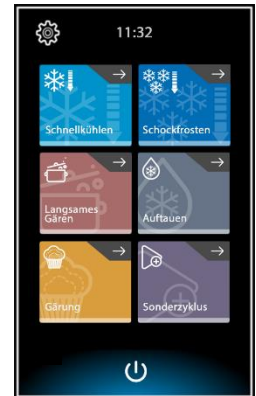 11:32
Schnellkühlen
Schockfrosten
Langsames
Garen
Auftauen
Gärung
Sonderzyklus